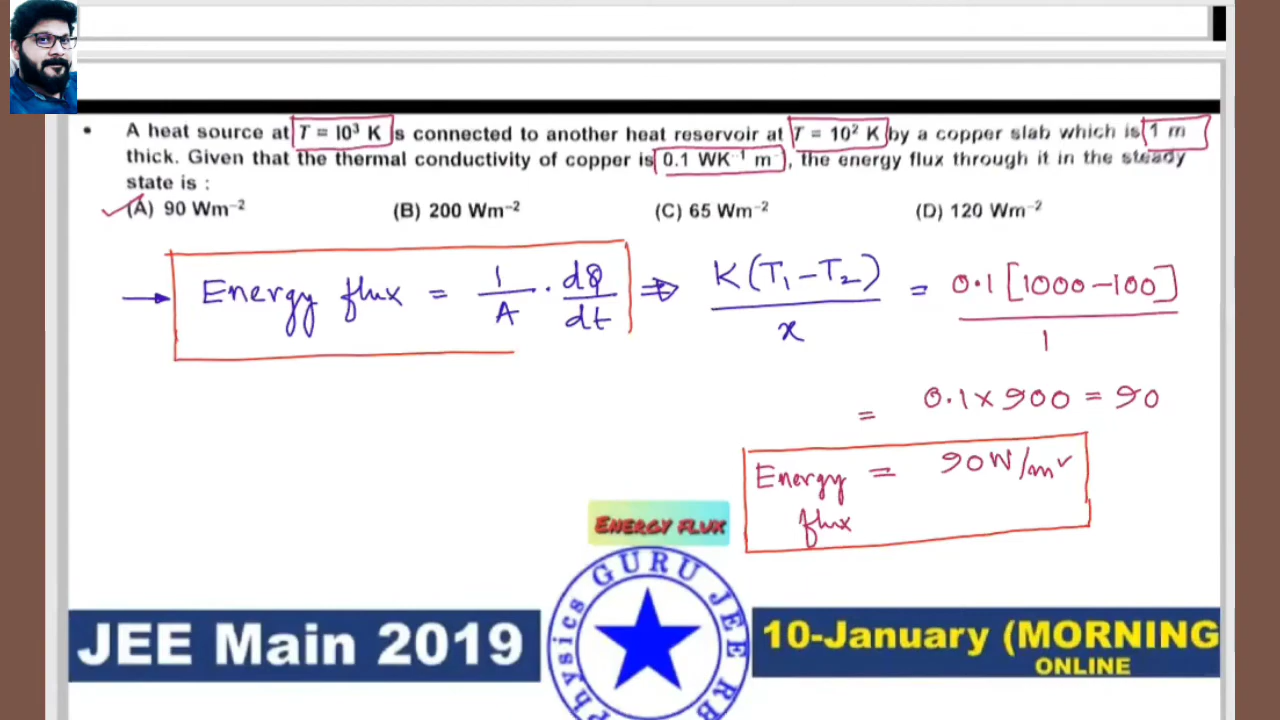 • A heat source at T = 10³ K s connected to another heat reservoir at T = 10² K by a copper slab which is 1 m
thick. Given that the thermal conductivity of copper is 0.1 WK⁻¹ m⁻, the energy flux through it in the steady
state is :
(A) 90 Wm⁻² (B) 200 Wm⁻² (C) 65 Wm⁻² (D) 120 Wm⁻²
→ Energy flux = 1/A · dQ/dt ⇒ K(T₁–T₂)/x = 0.1[1000–100]/1
= 0.1×900 = 90
Energy flux = 90W/m²
ENERGY FLUX
Physics GURU JEE RB
JEE Main 2019
10-January (MORNING
ONLINE